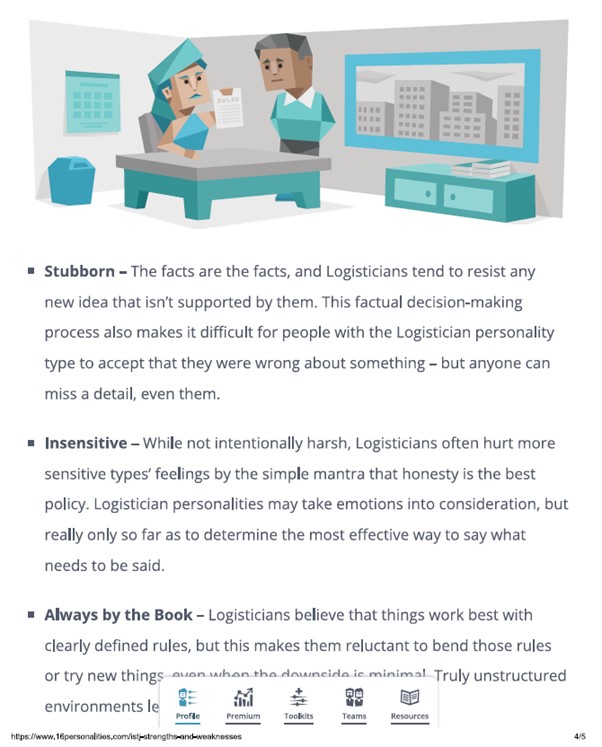 RULES
Stubborn – The facts are the facts, and Logisticians tend to resist any
new idea that isn't supported by them. This factual decision-making
process also makes it difficult for people with the Logistician personality
type to accept that they were wrong about something – but anyone can
miss a detail, even them.
Insensitive – While not intentionally harsh, Logisticians often hurt more
sensitive types' feelings by the simple mantra that honesty is the best
policy. Logistician personalities may take emotions into consideration, but
really only so far as to determine the most effective way to say what
needs to be said.
Always by the Book – Logisticians believe that things work best with
clearly defined rules, but this makes them reluctant to bend those rules
or try new things, even when the downside is minimal. Truly unstructured
environments le
Profile Premium Toolkits Teams Resources
https://www.16personalities.com/istj-strengths-and-weaknesses 4/5